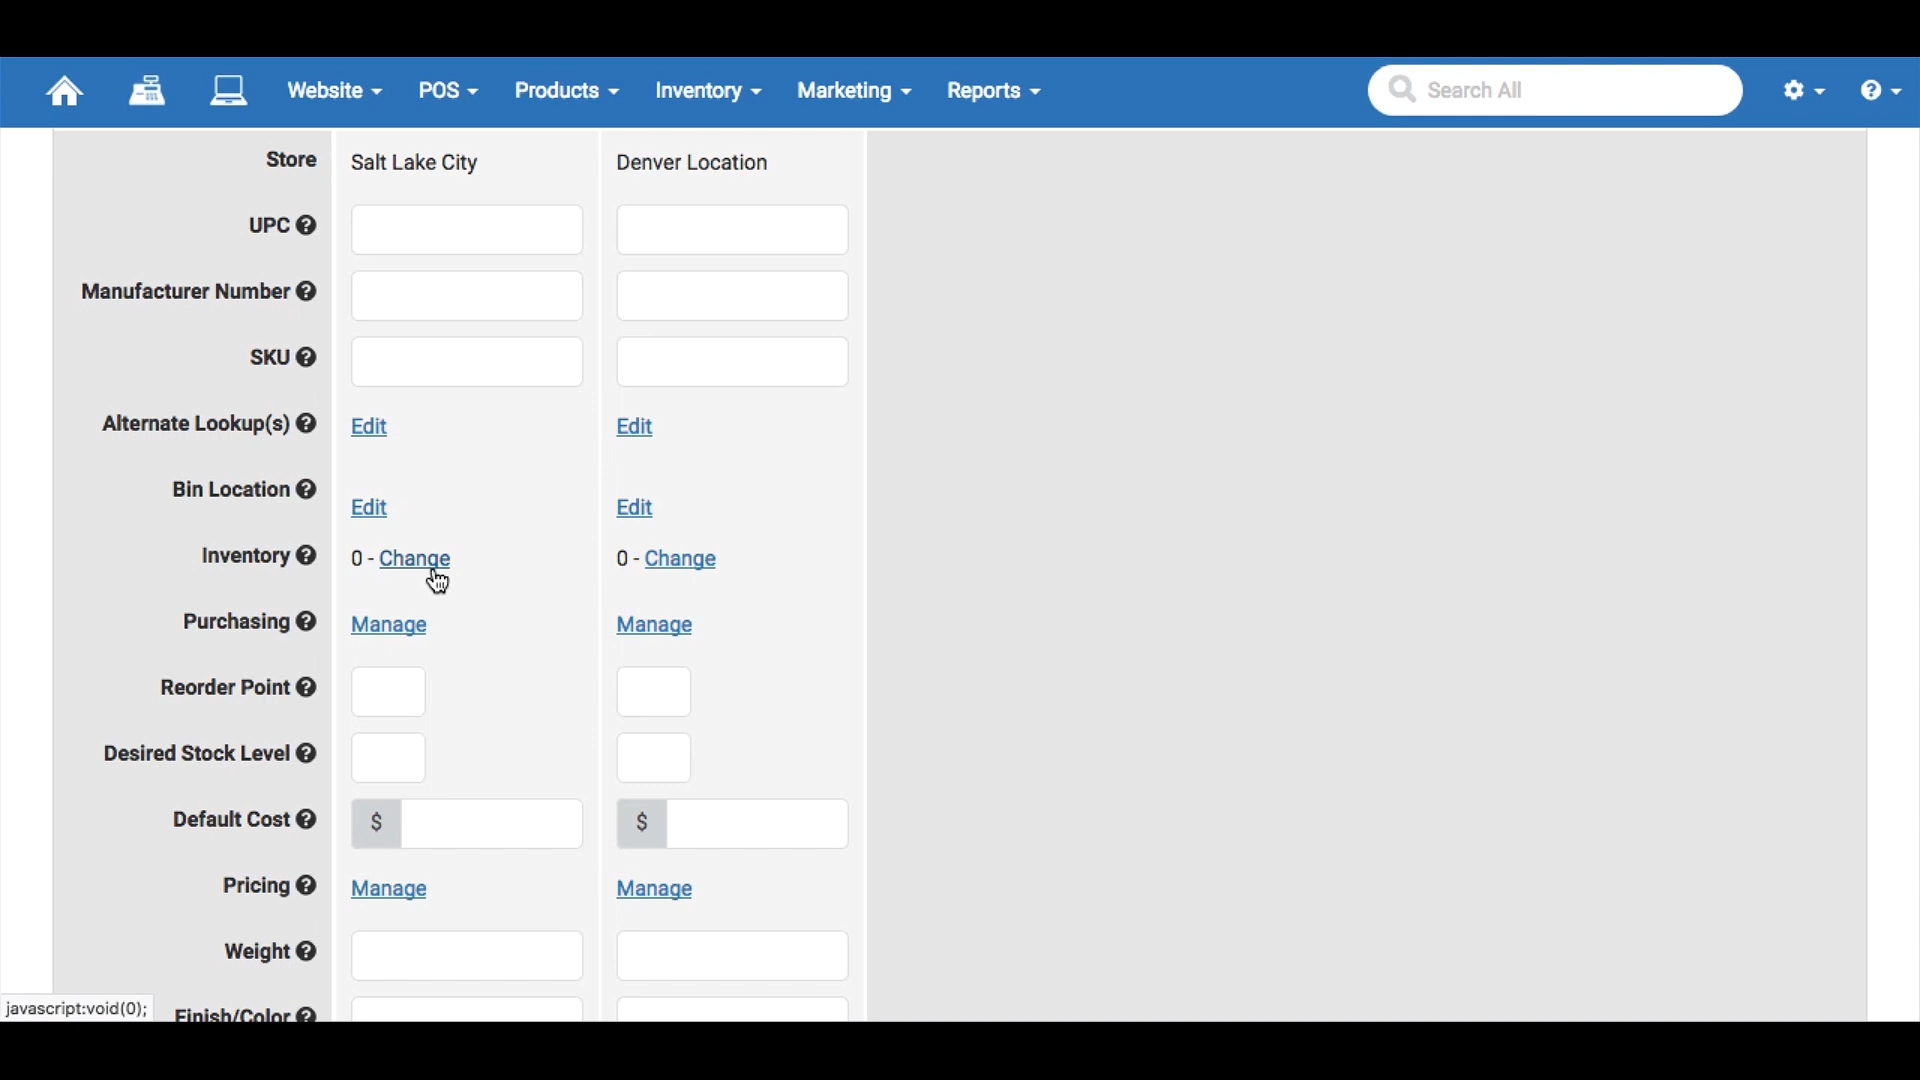 Website POS Products Inventory Marketing Reports Search All
Store Salt Lake City Denver Location
UPC
Manufacturer Number
SKU
Alternate Lookup(s) Edit Edit
Bin Location Edit Edit
Inventory 0 - Change 0 - Change
Purchasing Manage Manage
Reorder Point
Desired Stock Level
Default Cost $ $
Pricing Manage Manage
Weight
Finish/Color
javascript:void(0);